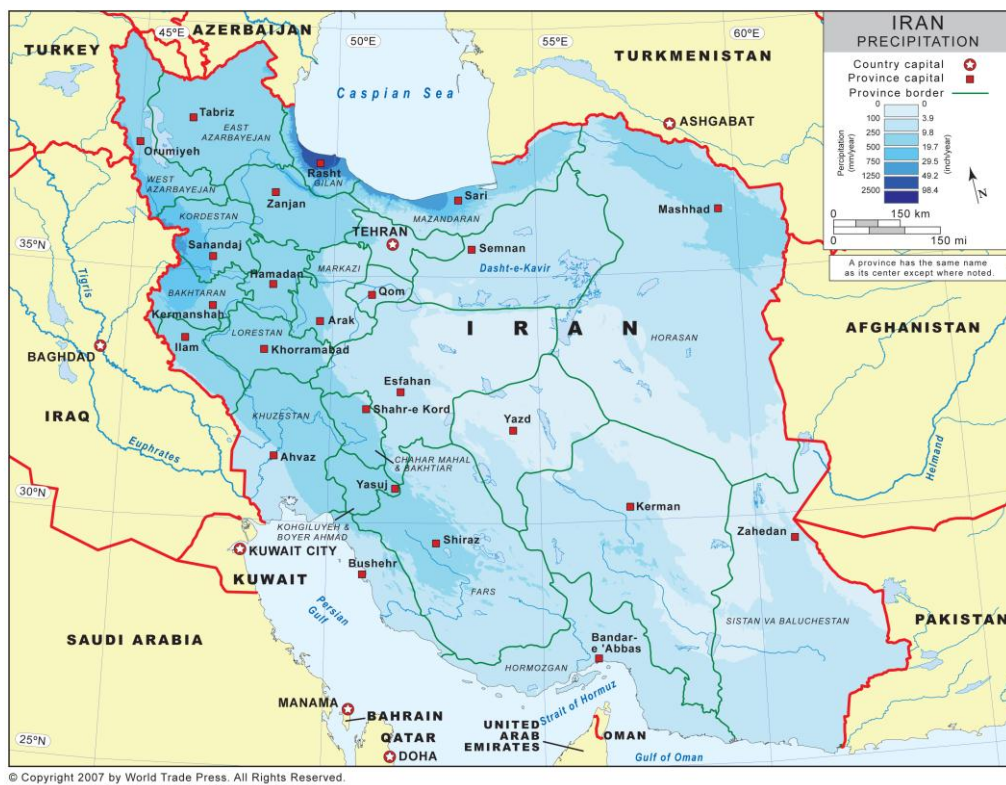 IRAN
PRECIPITATION
Country capital
Province capital
Province border
Percipitation
(mm/year)
0
100
250
500
750
1250
2500
0
3.9
9.8
19.7
29.5
49.2
98.4
(inch/year)
N
0 150 km
0 150 mi
A province has the same name
as its center except where noted.
45°E
50°E
55°E
60°E
TURKEY
AZERBAIJAN
TURKMENISTAN
Caspian Sea
ASHGABAT
Tabriz
EAST
AZARBAYEJAN
Orumiyeh
WEST
AZARBAYEJAN
Rasht
GILAN
Zanjan
Sari
MAZANDARAN
Mashhad
KORDESTAN
TEHRAN
35°N
Sanandaj
Semnan
MARKAZI
Dasht-e-Kavir
Hamadan
Tigris
BAKHTARAN
Qom
Kermanshah
Arak
IRAN
LORESTAN
HORASAN
AFGHANISTAN
Ilam
Khorramabad
BAGHDAD
Esfahan
IRAQ
KHUZESTAN
Shahr-e Kord
Yazd
Euphrates
Ahvaz
CHAHAR MAHAL
& BAKHTIAR
Helmand
Yasuj
30°N
Kerman
KOHGILUYEH &
BOYER AHMAD
Zahedan
Shiraz
KUWAIT CITY
Bushehr
KUWAIT
Persian
Gulf
FARS
SISTAN VA BALUCHESTAN
PAKISTAN
SAUDI ARABIA
Bandar-
e 'Abbas
HORMOZGAN
MANAMA
BAHRAIN
Strait of Hormuz
QATAR
UNITED
ARAB
EMIRATES
OMAN
25°N
DOHA
Gulf of Oman
© Copyright 2007 by World Trade Press. All Rights Reserved.